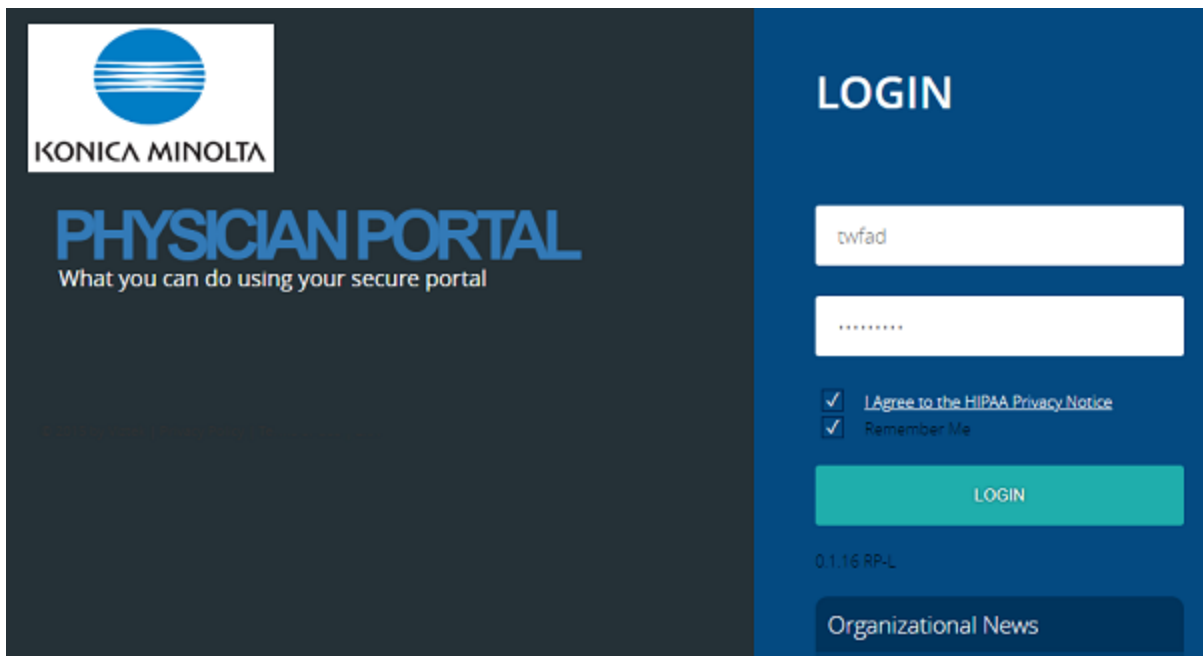 KONICA MINOLTA
PHYSICIAN PORTAL
What you can do using your secure portal
LOGIN
twfad
•••••••••
I Agree to the HIPAA Privacy Notice
Remember Me
LOGIN
0.1.16 RP-L
Organizational News